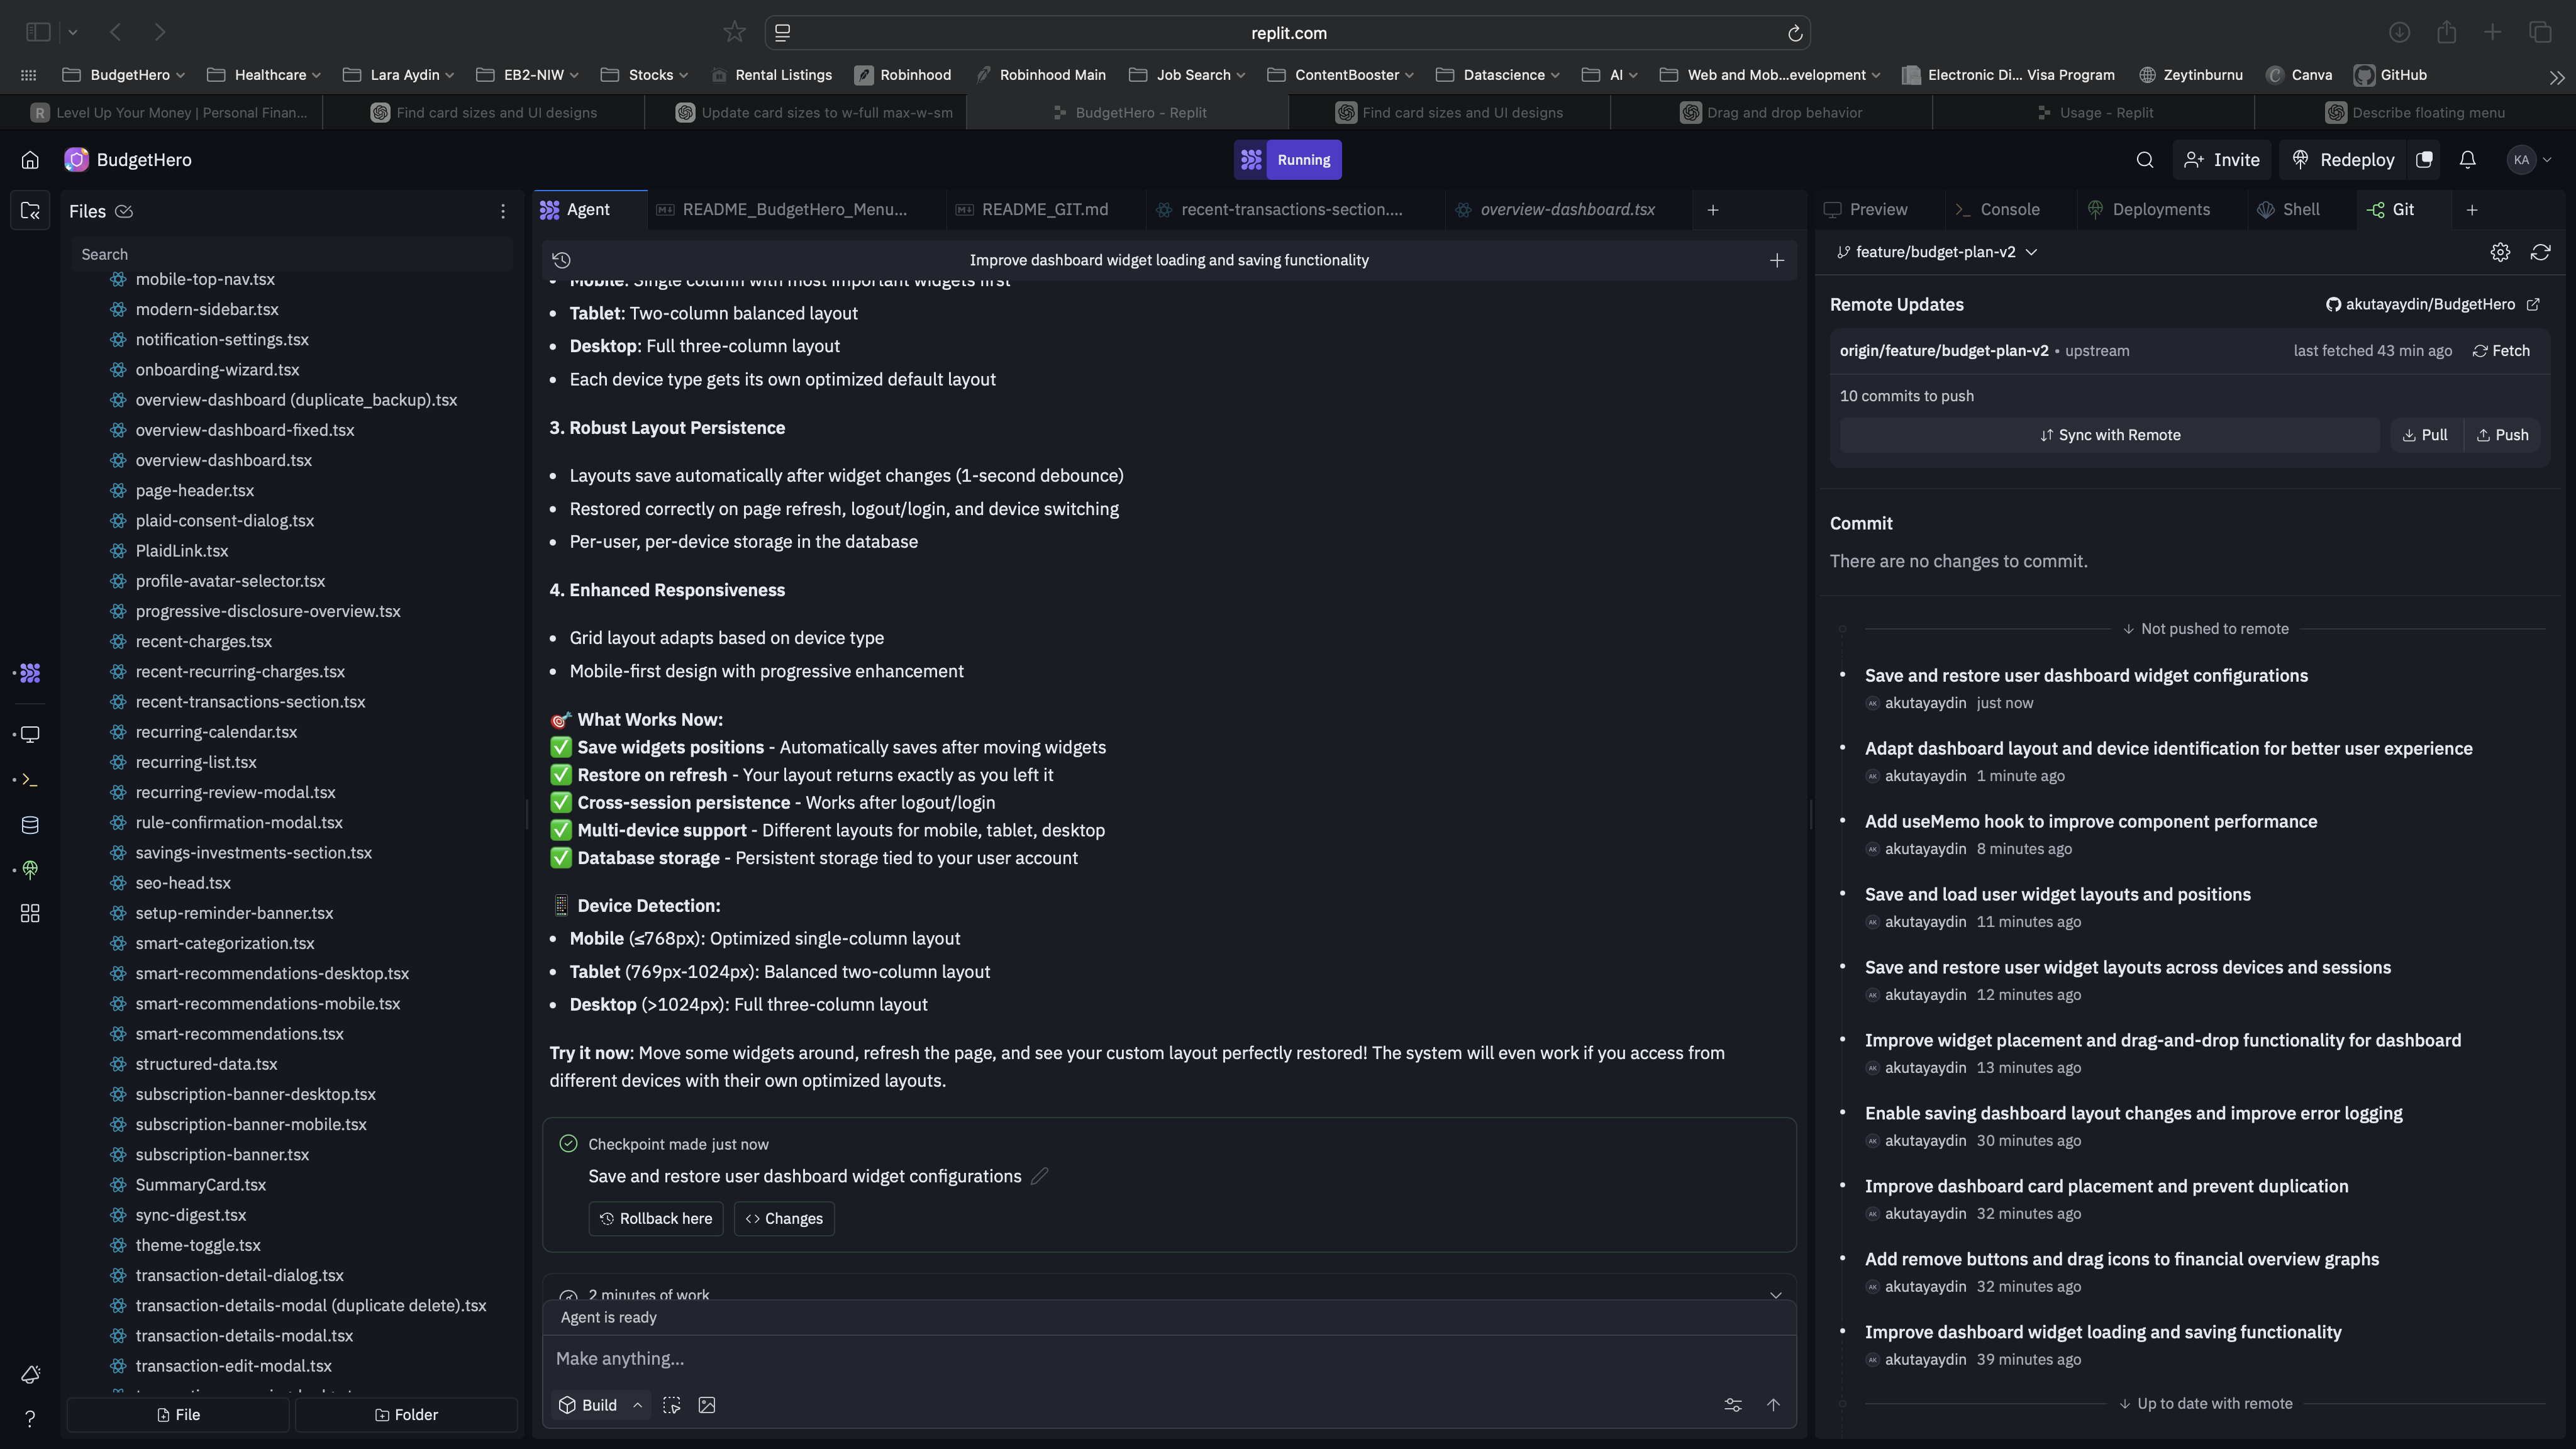 replit.com
BudgetHero
Healthcare
Lara Aydin
EB2-NIW
Stocks
Rental Listings
Robinhood
Robinhood Main
Job Search
ContentBooster
Datascience
AI
Web and Mob...evelopment
Electronic Di... Visa Program
Zeytinburnu
Canva
GitHub
R
Level Up Your Money | Personal Finan...
Find card sizes and UI designs
Update card sizes to w-full max-w-sm
BudgetHero - Replit
Find card sizes and UI designs
Drag and drop behavior
Usage - Replit
Describe floating menu
BudgetHero
Running
Invite
Redeploy
KA
Files
Search
mobile-top-nav.tsx
modern-sidebar.tsx
notification-settings.tsx
onboarding-wizard.tsx
overview-dashboard (duplicate_backup).tsx
overview-dashboard-fixed.tsx
overview-dashboard.tsx
page-header.tsx
plaid-consent-dialog.tsx
PlaidLink.tsx
profile-avatar-selector.tsx
progressive-disclosure-overview.tsx
recent-charges.tsx
recent-recurring-charges.tsx
recent-transactions-section.tsx
recurring-calendar.tsx
recurring-list.tsx
recurring-review-modal.tsx
rule-confirmation-modal.tsx
savings-investments-section.tsx
seo-head.tsx
setup-reminder-banner.tsx
smart-categorization.tsx
smart-recommendations-desktop.tsx
smart-recommendations-mobile.tsx
smart-recommendations.tsx
structured-data.tsx
subscription-banner-desktop.tsx
subscription-banner-mobile.tsx
subscription-banner.tsx
SummaryCard.tsx
sync-digest.tsx
theme-toggle.tsx
transaction-detail-dialog.tsx
transaction-details-modal (duplicate delete).tsx
transaction-details-modal.tsx
transaction-edit-modal.tsx
File
Folder
Agent
README_BudgetHero_Menu...
README_GIT.md
recent-transactions-section....
overview-dashboard.tsx
Improve dashboard widget loading and saving functionality
• Mobile: Single column with most important widgets first
• Tablet: Two-column balanced layout
• Desktop: Full three-column layout
• Each device type gets its own optimized default layout
3. Robust Layout Persistence
• Layouts save automatically after widget changes (1-second debounce)
• Restored correctly on page refresh, logout/login, and device switching
• Per-user, per-device storage in the database
4. Enhanced Responsiveness
• Grid layout adapts based on device type
• Mobile-first design with progressive enhancement
🎯 What Works Now:
✅ Save widgets positions - Automatically saves after moving widgets
✅ Restore on refresh - Your layout returns exactly as you left it
✅ Cross-session persistence - Works after logout/login
✅ Multi-device support - Different layouts for mobile, tablet, desktop
✅ Database storage - Persistent storage tied to your user account
📱 Device Detection:
• Mobile (≤768px): Optimized single-column layout
• Tablet (769px-1024px): Balanced two-column layout
• Desktop (>1024px): Full three-column layout
Try it now: Move some widgets around, refresh the page, and see your custom layout perfectly restored! The system will even work if you access from
different devices with their own optimized layouts.
Checkpoint made just now
Save and restore user dashboard widget configurations
Rollback here
Changes
2 minutes of work
Agent is ready
Make anything...
Build
Preview
Console
Deployments
Shell
Git
feature/budget-plan-v2
Remote Updates
akutayaydin/BudgetHero
origin/feature/budget-plan-v2 • upstream
last fetched 43 min ago
Fetch
10 commits to push
Sync with Remote
Pull
Push
Commit
There are no changes to commit.
Not pushed to remote
Save and restore user dashboard widget configurations
AK akutayaydin just now
Adapt dashboard layout and device identification for better user experience
AK akutayaydin 1 minute ago
Add useMemo hook to improve component performance
AK akutayaydin 8 minutes ago
Save and load user widget layouts and positions
AK akutayaydin 11 minutes ago
Save and restore user widget layouts across devices and sessions
AK akutayaydin 12 minutes ago
Improve widget placement and drag-and-drop functionality for dashboard
AK akutayaydin 13 minutes ago
Enable saving dashboard layout changes and improve error logging
AK akutayaydin 30 minutes ago
Improve dashboard card placement and prevent duplication
AK akutayaydin 32 minutes ago
Add remove buttons and drag icons to financial overview graphs
AK akutayaydin 32 minutes ago
Improve dashboard widget loading and saving functionality
AK akutayaydin 39 minutes ago
Up to date with remote